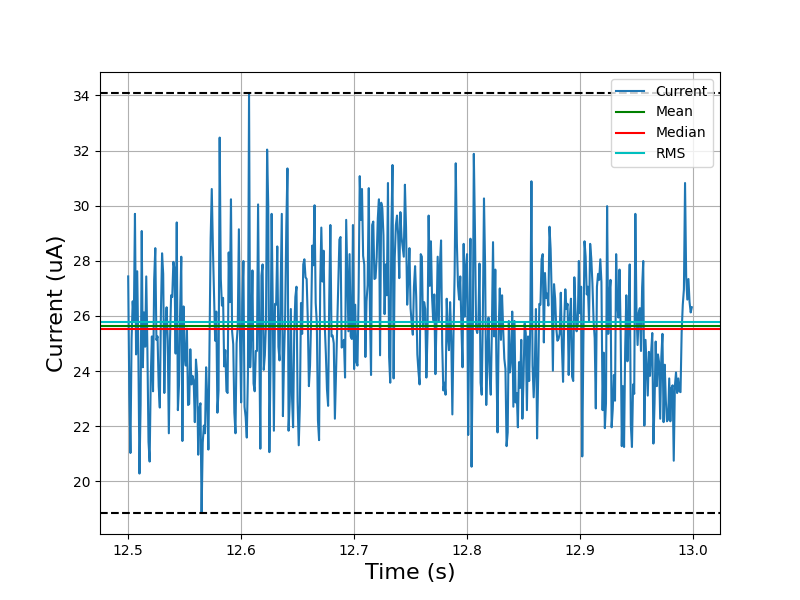 Current (uA)
34
32
30
28
26
24
22
20
Current
Mean
Median
RMS
12.5
12.6
12.7
12.8
12.9
13.0
Time (s)